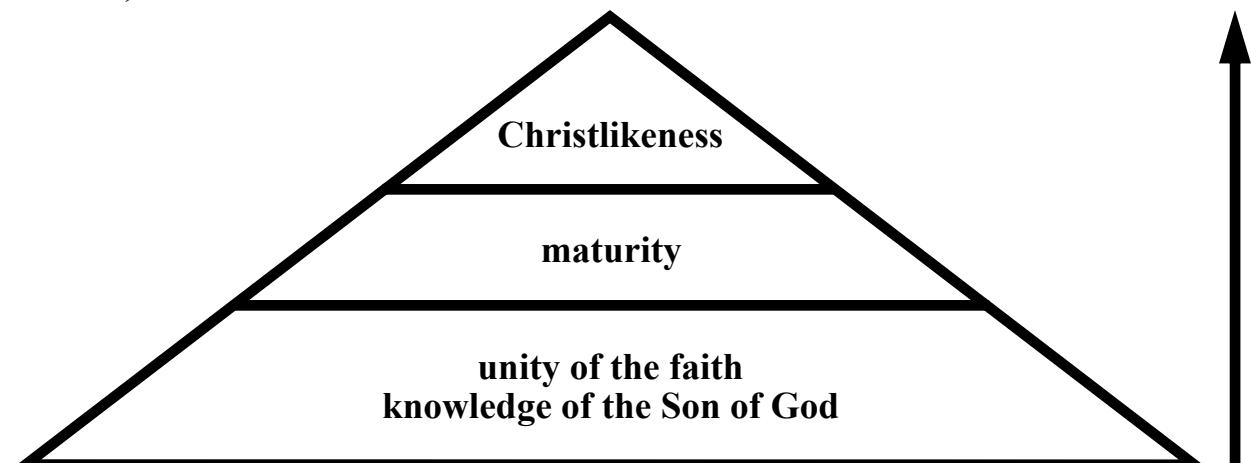 Christlikeness
maturity
unity of the faith
knowledge of the Son of God